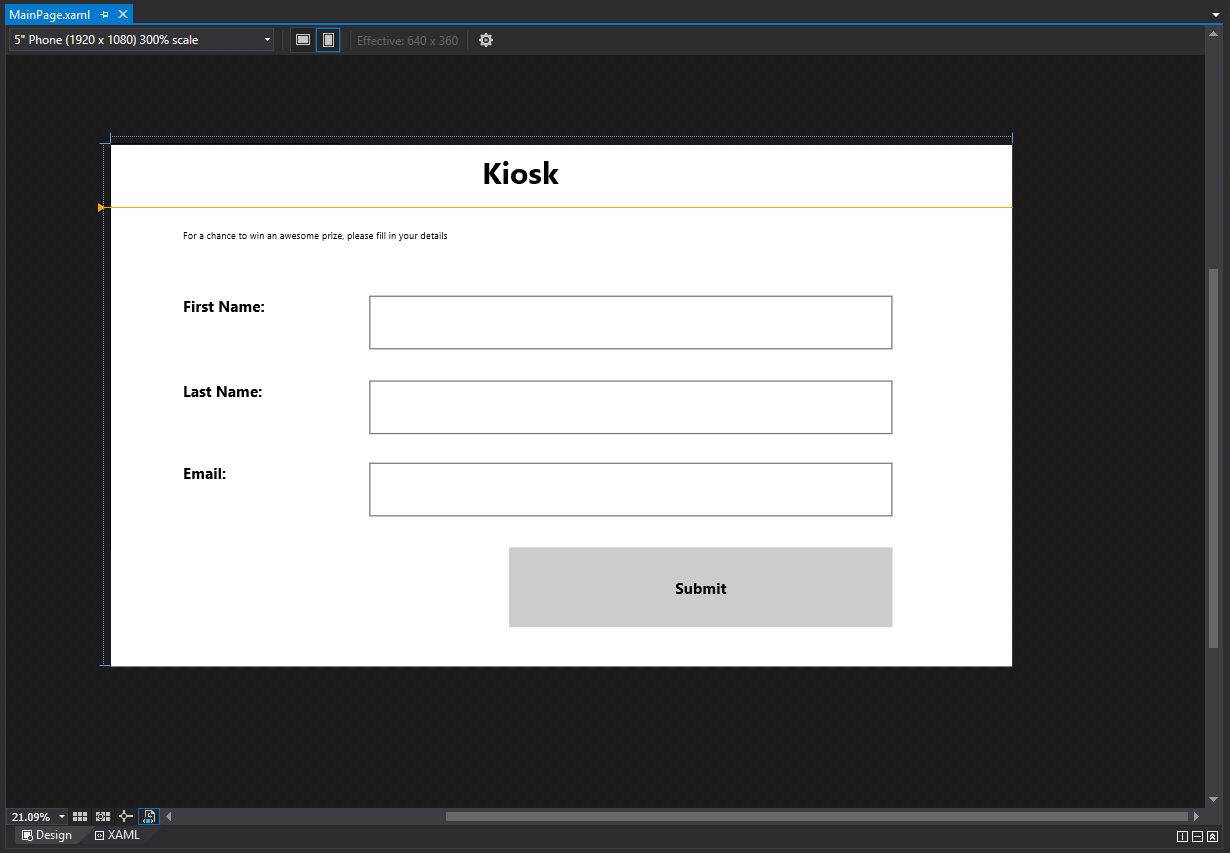 MainPage.xaml
5" Phone (1920 x 1080) 300% scale Effective: 640 x 360
Kiosk
For a chance to win an awesome prize, please fill in your details
First Name:
Last Name:
Email:
Submit
21.09%
Design XAML